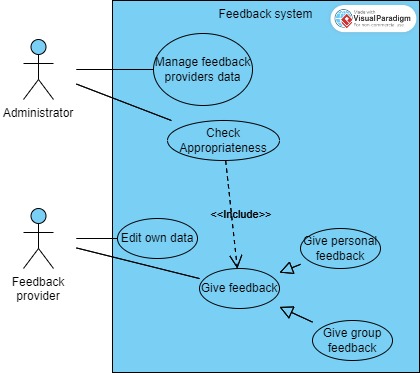 Feedback system
Made with
Visual Paradigm
For non-commercial use
Manage feedback
providers data
Administrator
Check
Appropriateness
<<Include>>
Edit own data
Give personal
feedback
Feedback
provider
Give feedback
Give group
feedback